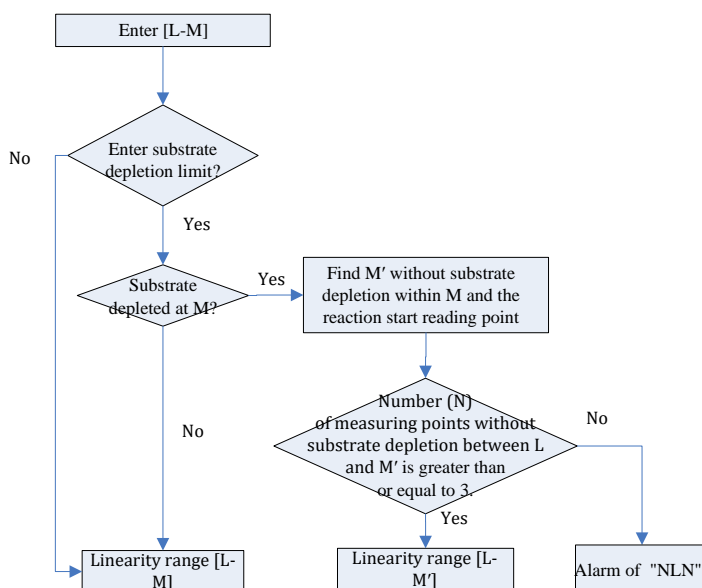 Enter [L-M]
No
Enter substrate
depletion limit?
Yes
Substrate
depleted at M?
Yes
Find M′ without substrate
depletion within M and the
reaction start reading point
No
Number (N)
of measuring points without
substrate depletion between L
and M′ is greater than
or equal to 3.
No
Yes
Linearity range [L-
M]
Linearity range [L-
M′]
Alarm of "NLN"